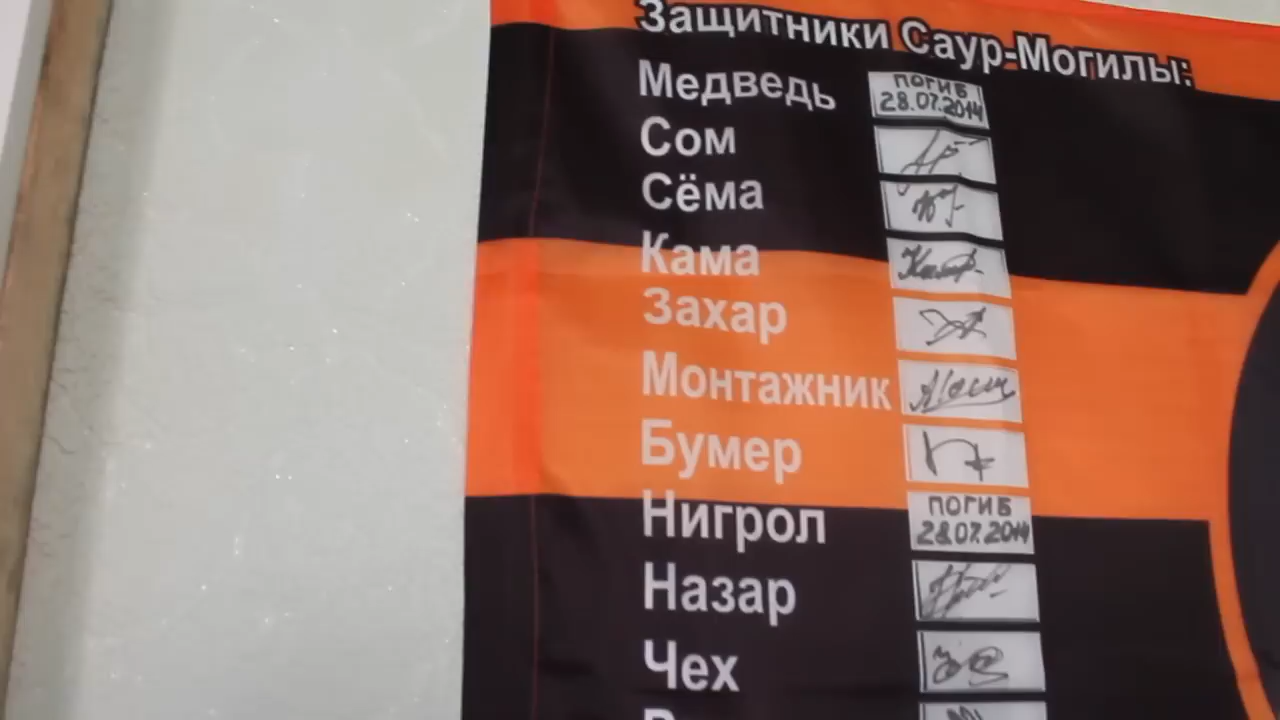 Защитники Саур-Могилы:
Медведь ПОГИБ 28.07.2014
Сом
Сёма
Кама
Захар
Монтажник
Бумер
Нигрол ПОГИБ 28.07.2014
Назар
Чех